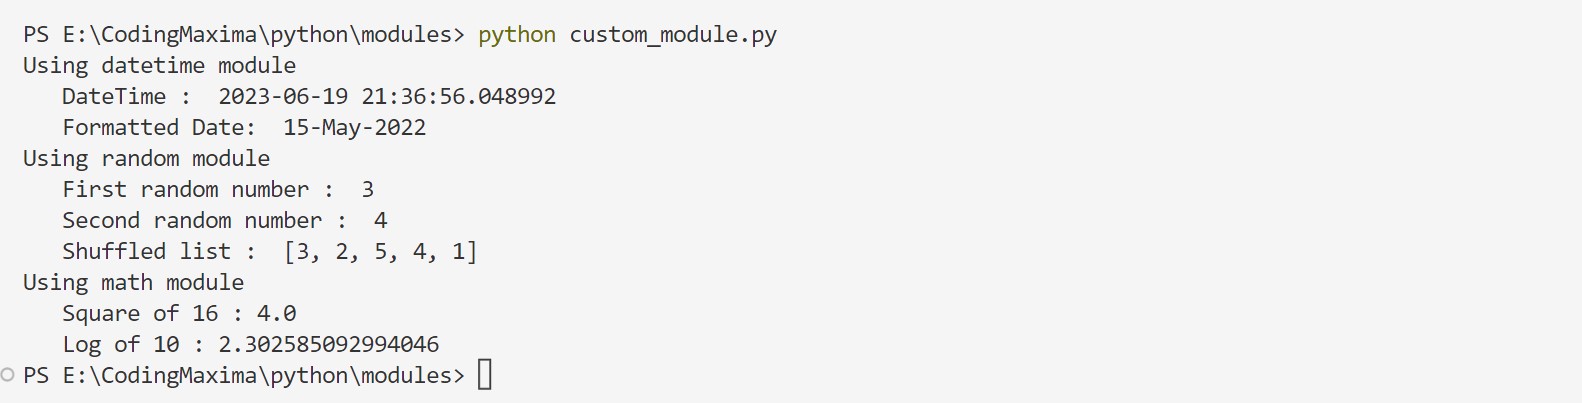 PS E:\CodingMaxima\python\modules> python custom_module.py
Using datetime module
   DateTime :  2023-06-19 21:36:56.048992
   Formatted Date:  15-May-2022
Using random module
   First random number :  3
   Second random number :  4
   Shuffled list :  [3, 2, 5, 4, 1]
Using math module
   Square of 16 : 4.0
   Log of 10 : 2.302585092994046
PS E:\CodingMaxima\python\modules>